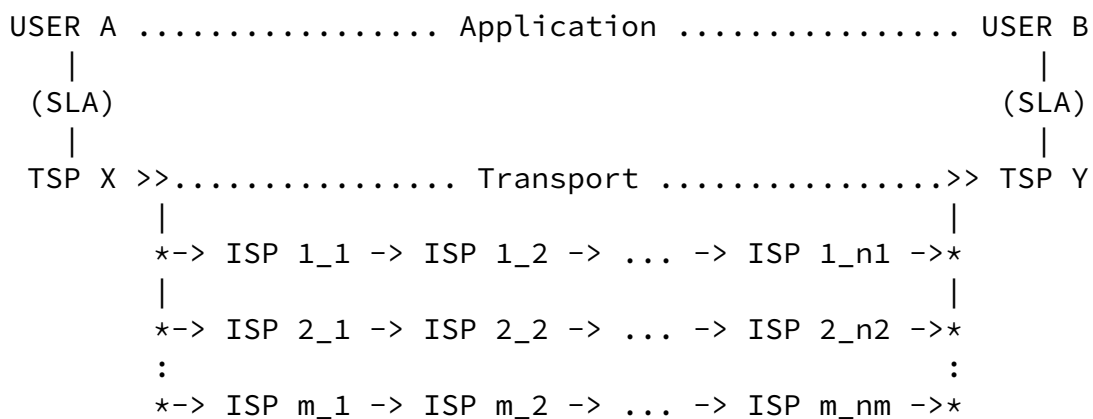 USER A ................. Application ................ USER B
   |                                                     |
 (SLA)                                                 (SLA)
   |                                                     |
 TSP X >>................ Transport ................>> TSP Y
        |                                       |
        *-> ISP 1_1 -> ISP 1_2 -> ... -> ISP 1_n1 ->*
        |                                       |
        *-> ISP 2_1 -> ISP 2_2 -> ... -> ISP 2_n2 ->*
        :                                       :
        *-> ISP m_1 -> ISP m_2 -> ... -> ISP m_nm ->*